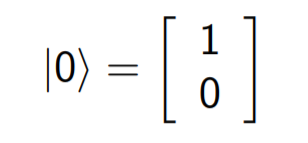 |0⟩ = [ 1
0 ]